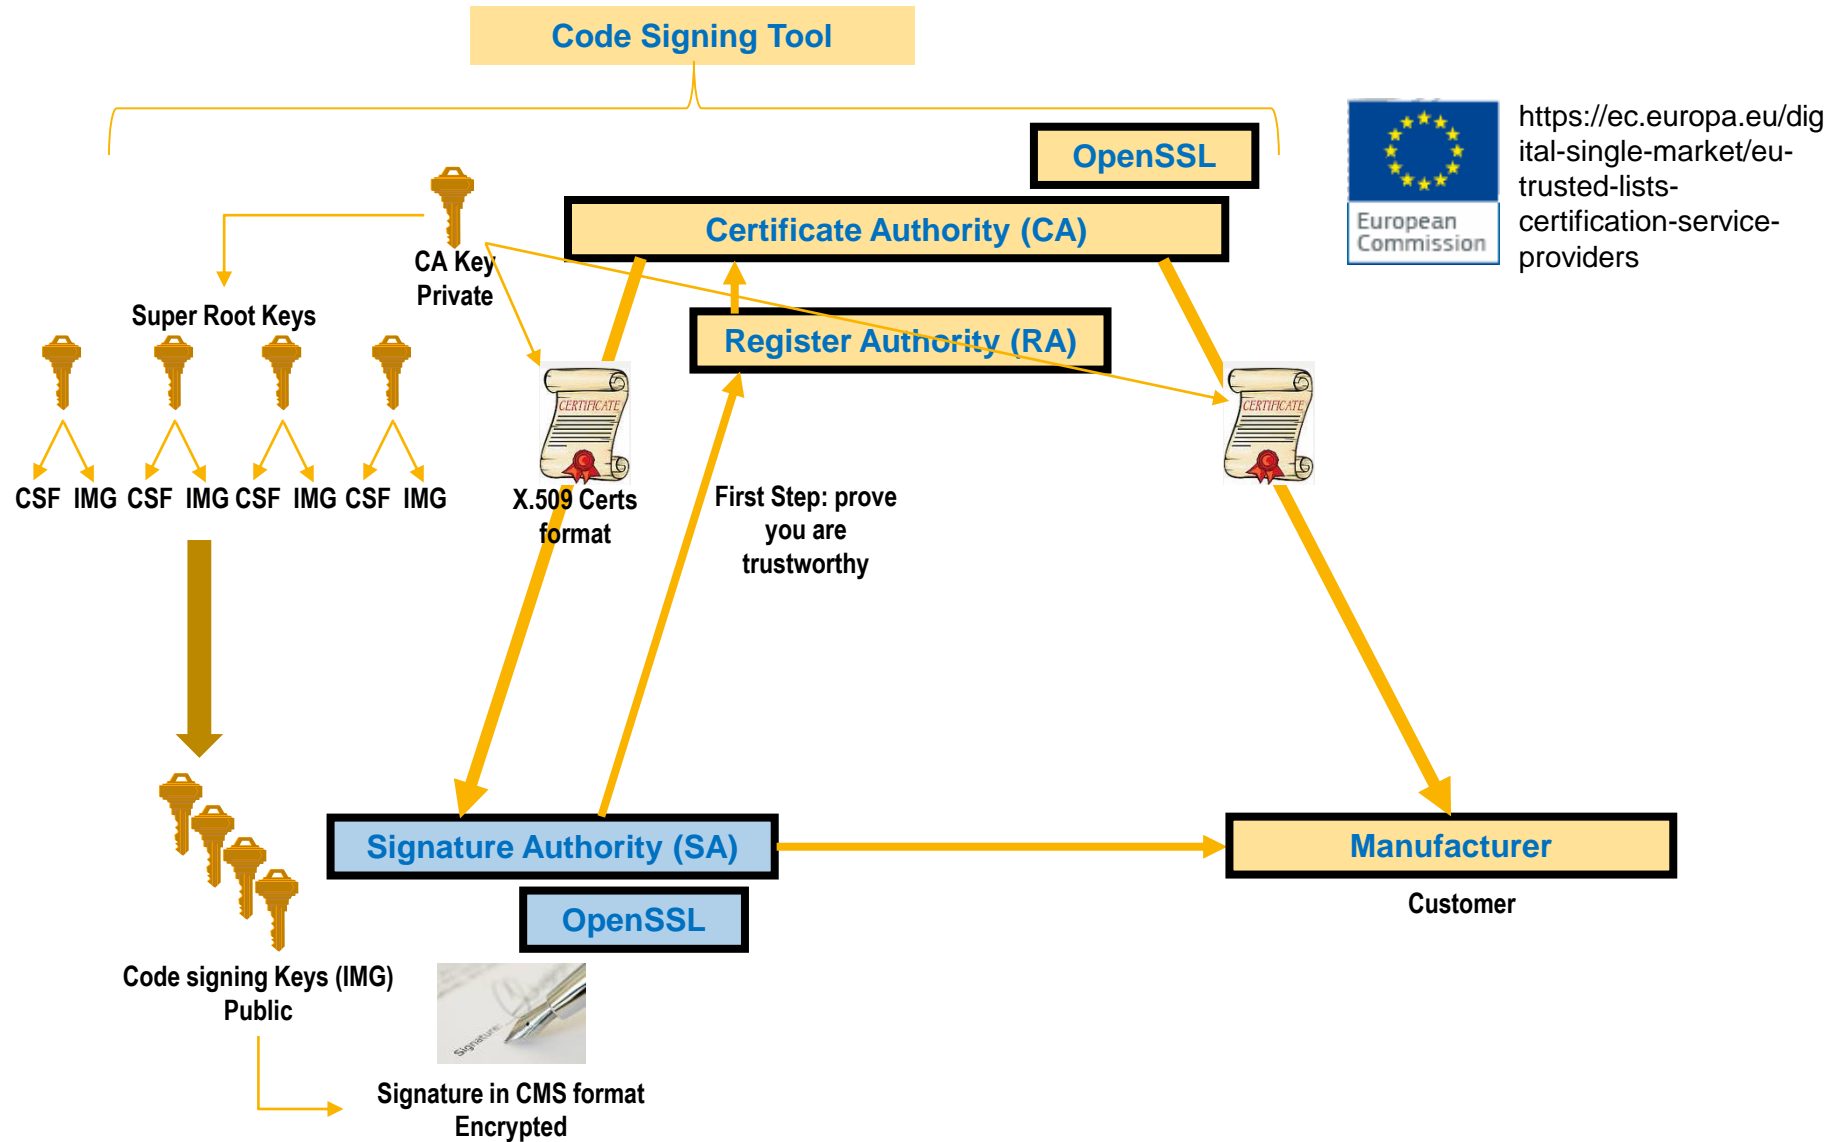 Code Signing Tool
OpenSSL
https://ec.europa.eu/dig
ital-single-market/eu-
trusted-lists-
certification-service-
providers
European
Commission
Certificate Authority (CA)
CA Key
Private
Super Root Keys
Register Authority (RA)
CERTIFICATE
CERTIFICATE
CSF IMG CSF IMG CSF IMG CSF IMG
X.509 Certs
format
First Step: prove
you are
trustworthy
Signature Authority (SA)
Manufacturer
Customer
OpenSSL
Code signing Keys (IMG)
Public
Signature:
Signature in CMS format
Encrypted